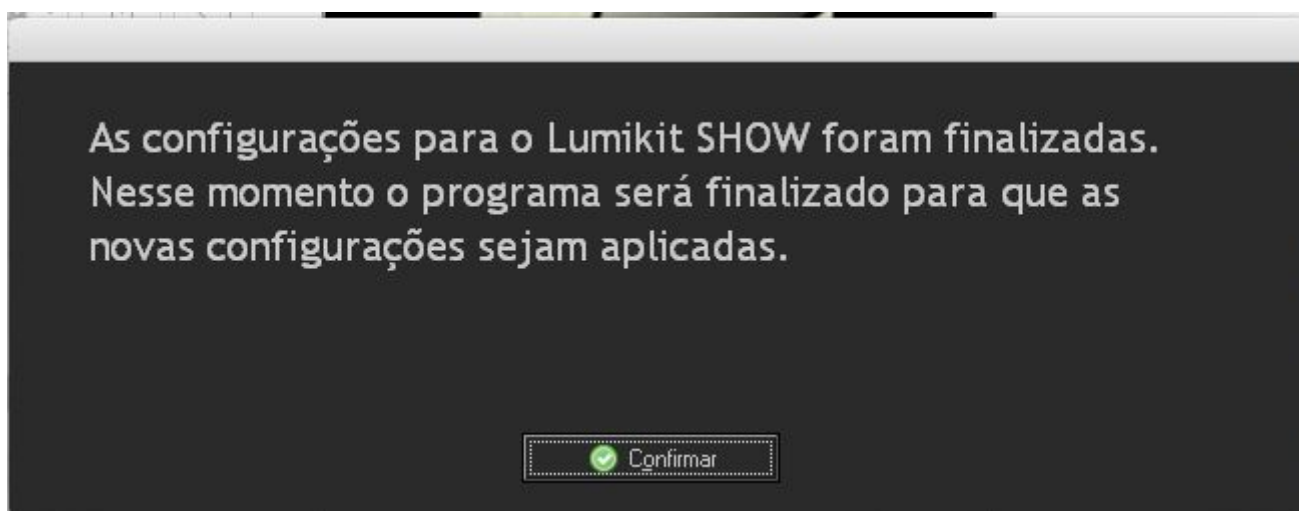 As configurações para o Lumikit SHOW foram finalizadas.
Nesse momento o programa será finalizado para que as
novas configurações sejam aplicadas.
Confirmar